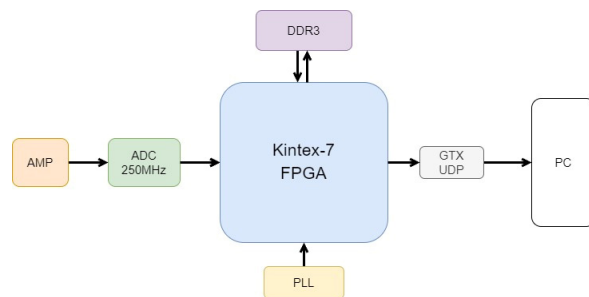 DDR3
Kintex-7
FPGA
AMP
ADC
250MHz
GTX
UDP
PC
PLL